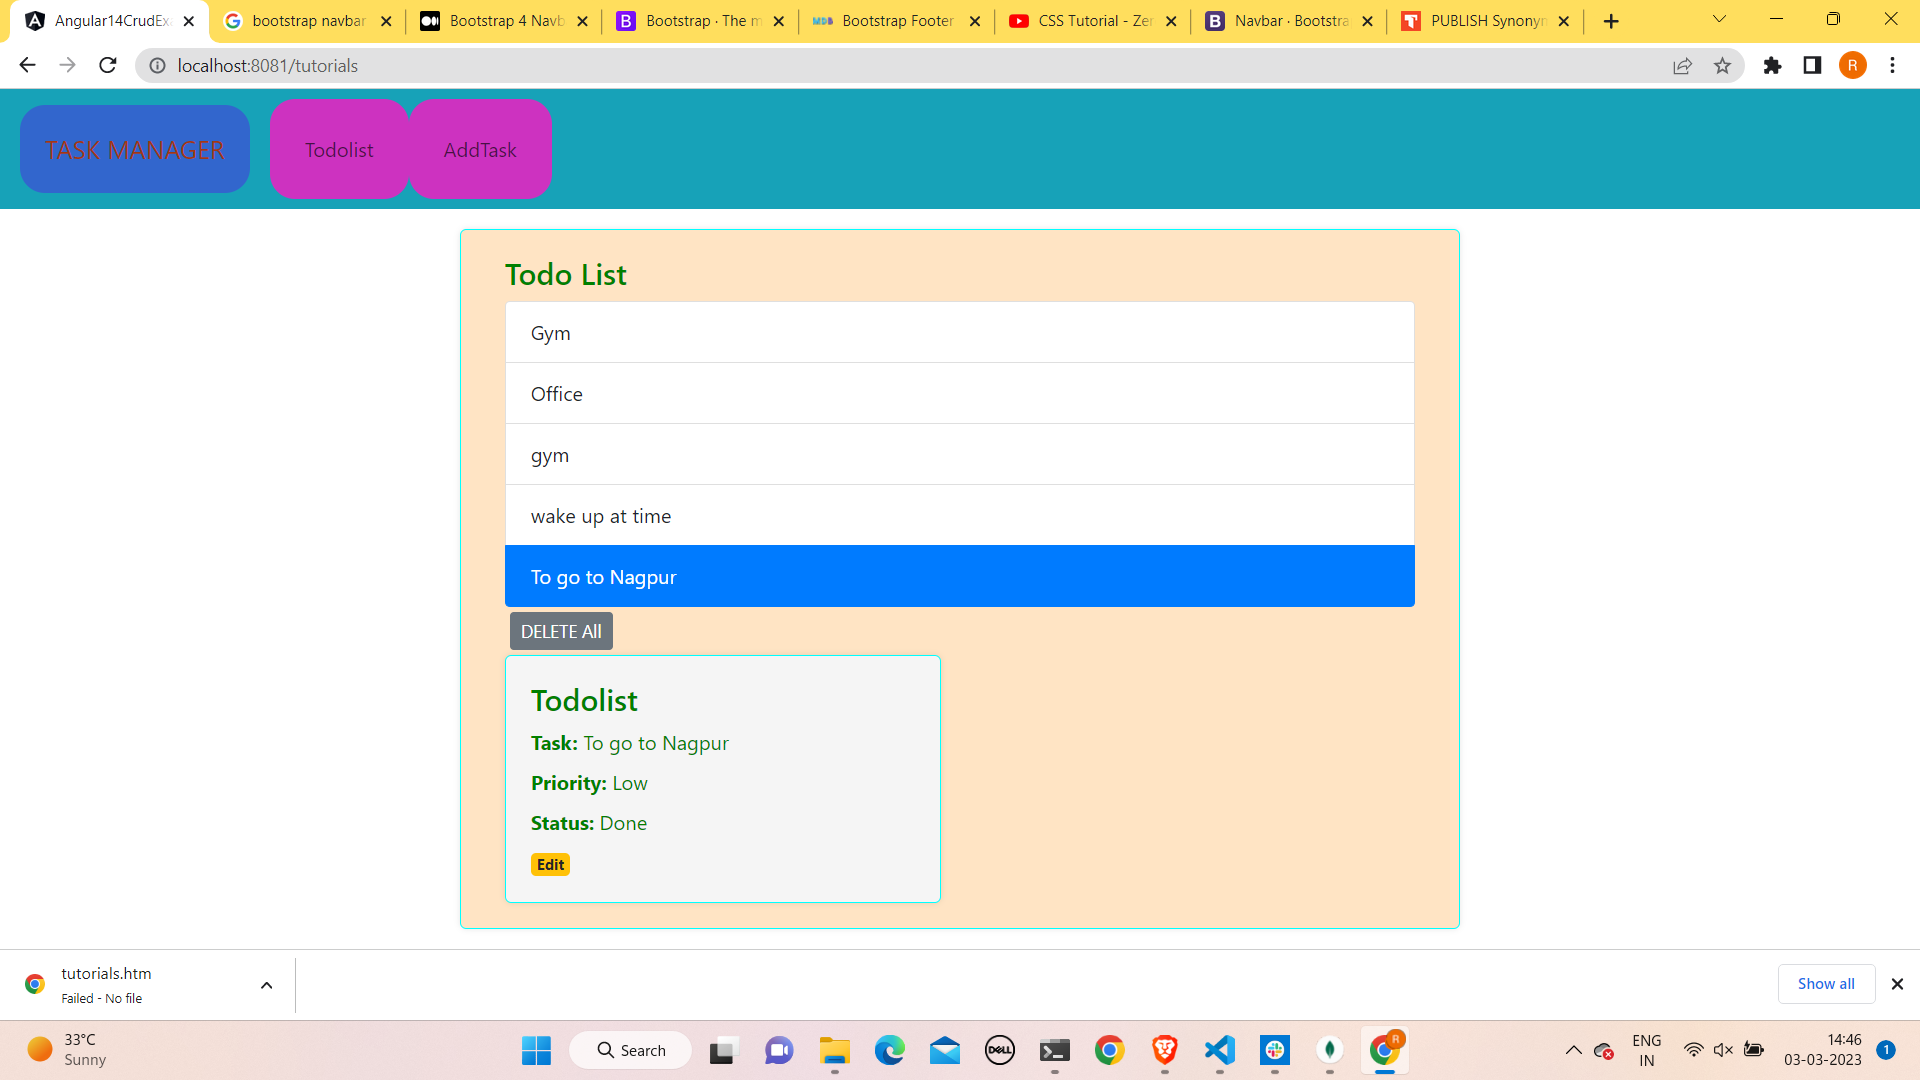 Angular14CrudEx
bootstrap navbar
Bootstrap 4 Navb
Bootstrap · The m
Bootstrap Footer
CSS Tutorial - Zer
Navbar · Bootstra
PUBLISH Synonym
localhost:8081/tutorials
R
TASK MANAGER
Todolist
AddTask
Todo List
Gym
Office
gym
wake up at time
To go to Nagpur
DELETE All
Todolist
Task: To go to Nagpur
Priority: Low
Status: Done
Edit
tutorials.htm
Failed - No file
Show all
33°C
Sunny
Search
DELL
R
ENG
IN
14:46
03-03-2023
1